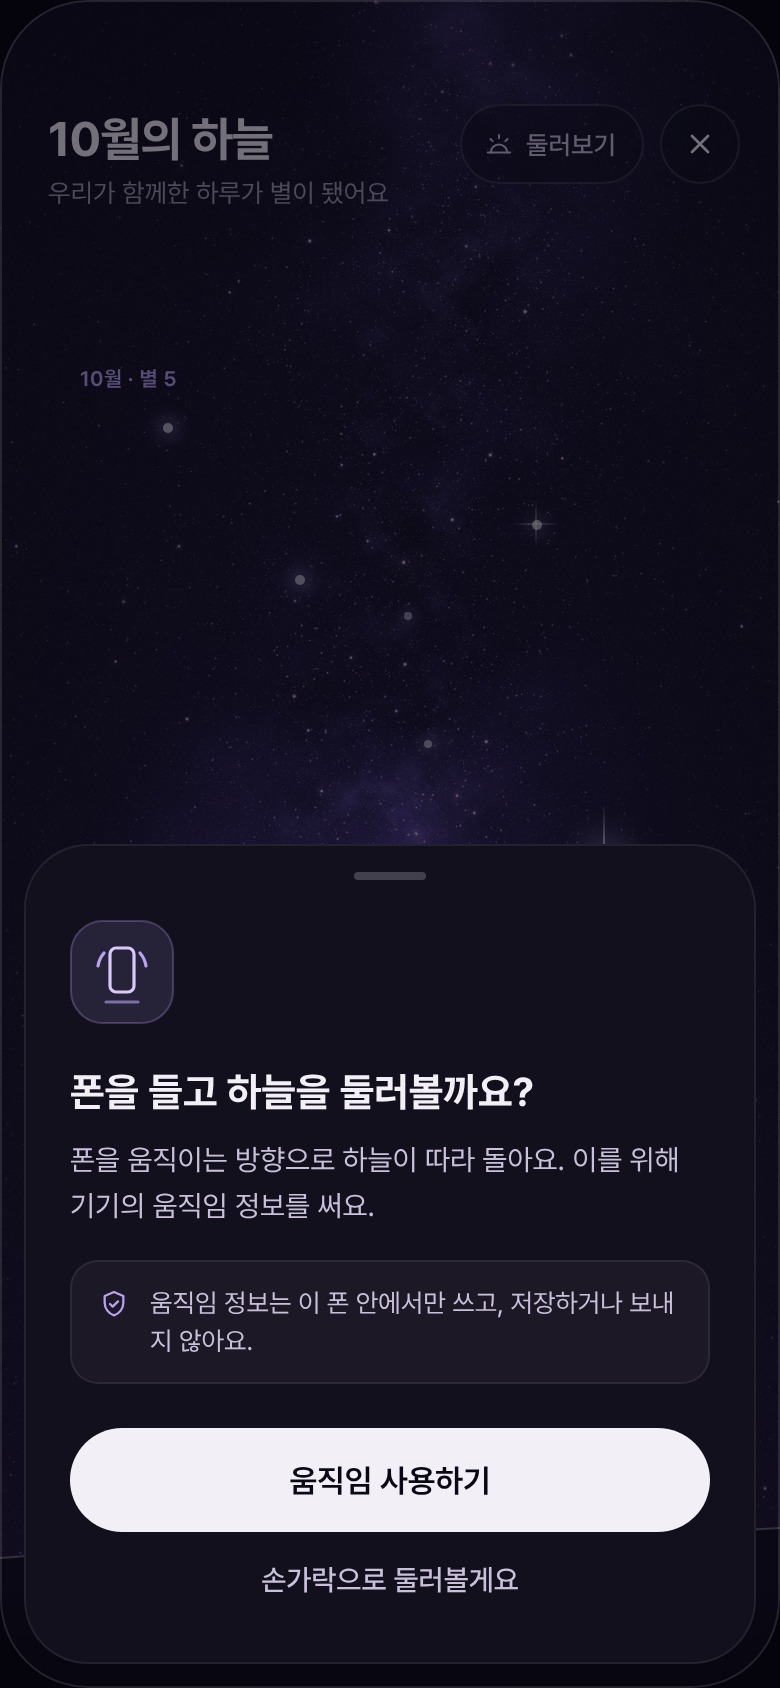 10월의 하늘
둘러보기
우리가 함께한 하루가 별이 됐어요
10월 · 별 5
폰을 들고 하늘을 둘러볼까요?
폰을 움직이는 방향으로 하늘이 따라 돌아요. 이를 위해
기기의 움직임 정보를 써요.
움직임 정보는 이 폰 안에서만 쓰고, 저장하거나 보내
지 않아요.
움직임 사용하기
손가락으로 둘러볼게요